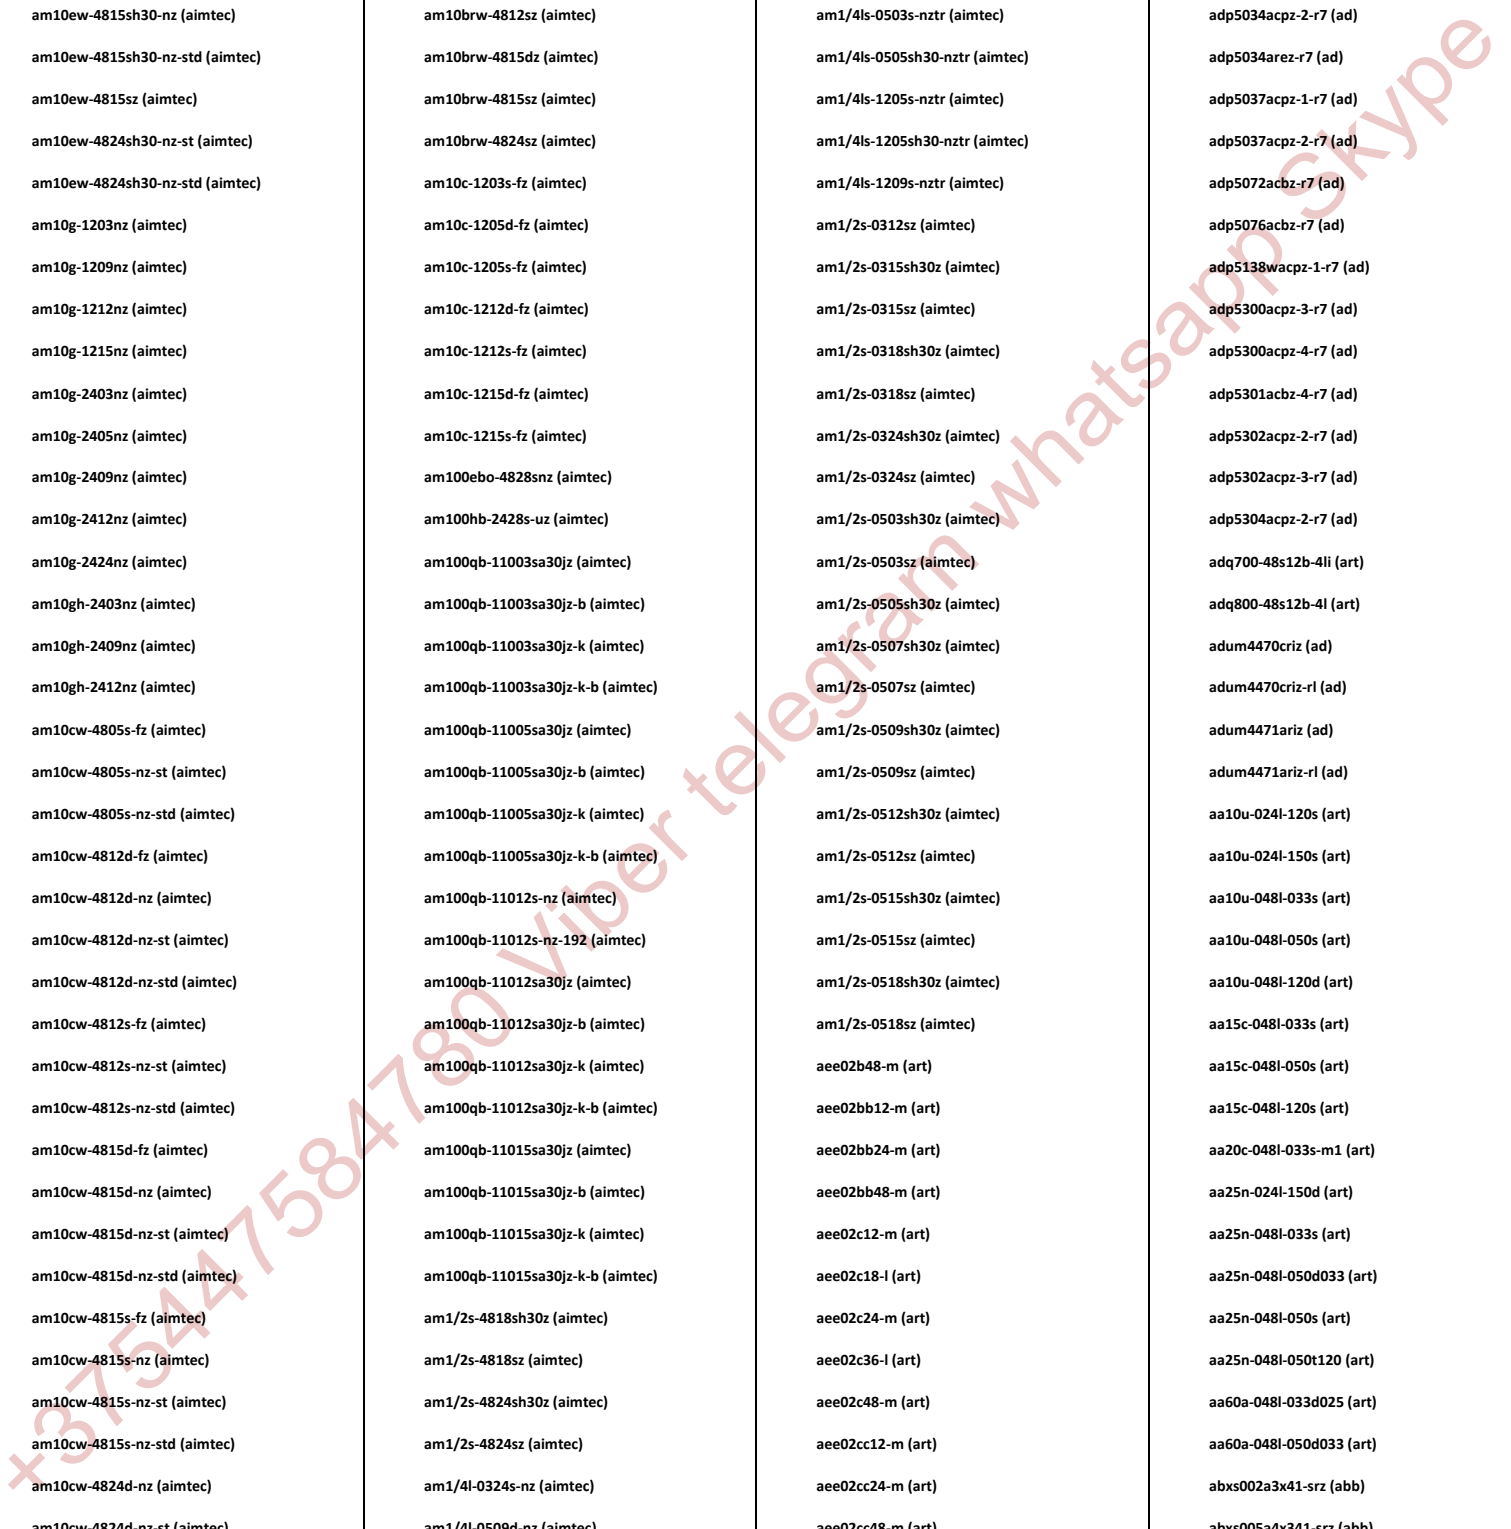 am10ew-4815sh30-nz (aimtec)
am10ew-4815sh30-nz-std (aimtec)
am10ew-4815sz (aimtec)
am10ew-4824sh30-nz-st (aimtec)
am10ew-4824sh30-nz-std (aimtec)
am10g-1203nz (aimtec)
am10g-1209nz (aimtec)
am10g-1212nz (aimtec)
am10g-1215nz (aimtec)
am10g-2403nz (aimtec)
am10g-2405nz (aimtec)
am10g-2409nz (aimtec)
am10g-2412nz (aimtec)
am10g-2424nz (aimtec)
am10gh-2403nz (aimtec)
am10gh-2409nz (aimtec)
am10gh-2412nz (aimtec)
am10cw-4805s-fz (aimtec)
am10cw-4805s-nz-st (aimtec)
am10cw-4805s-nz-std (aimtec)
am10cw-4812d-fz (aimtec)
am10cw-4812d-nz (aimtec)
am10cw-4812d-nz-st (aimtec)
am10cw-4812d-nz-std (aimtec)
am10cw-4812s-fz (aimtec)
am10cw-4812s-nz-st (aimtec)
am10cw-4812s-nz-std (aimtec)
am10cw-4815d-fz (aimtec)
am10cw-4815d-nz (aimtec)
am10cw-4815d-nz-st (aimtec)
am10cw-4815d-nz-std (aimtec)
am10cw-4815s-fz (aimtec)
am10cw-4815s-nz (aimtec)
am10cw-4815s-nz-st (aimtec)
am10cw-4815s-nz-std (aimtec)
am10cw-4824d-nz (aimtec)
am10cw-4824d-nz-st (aimtec)
am10brw-4812sz (aimtec)
am10brw-4815dz (aimtec)
am10brw-4815sz (aimtec)
am10brw-4824sz (aimtec)
am10c-1203s-fz (aimtec)
am10c-1205d-fz (aimtec)
am10c-1205s-fz (aimtec)
am10c-1212d-fz (aimtec)
am10c-1212s-fz (aimtec)
am10c-1215d-fz (aimtec)
am10c-1215s-fz (aimtec)
am100ebo-4828snz (aimtec)
am100hb-2428s-uz (aimtec)
am100qb-11003sa30jz (aimtec)
am100qb-11003sa30jz-b (aimtec)
am100qb-11003sa30jz-k (aimtec)
am100qb-11003sa30jz-k-b (aimtec)
am100qb-11005sa30jz (aimtec)
am100qb-11005sa30jz-b (aimtec)
am100qb-11005sa30jz-k (aimtec)
am100qb-11005sa30jz-k-b (aimtec)
am100qb-11012s-nz (aimtec)
am100qb-11012s-nz-192 (aimtec)
am100qb-11012sa30jz (aimtec)
am100qb-11012sa30jz-b (aimtec)
am100qb-11012sa30jz-k (aimtec)
am100qb-11012sa30jz-k-b (aimtec)
am100qb-11015sa30jz (aimtec)
am100qb-11015sa30jz-b (aimtec)
am100qb-11015sa30jz-k (aimtec)
am100qb-11015sa30jz-k-b (aimtec)
am1/2s-4818sh30z (aimtec)
am1/2s-4818sz (aimtec)
am1/2s-4824sh30z (aimtec)
am1/2s-4824sz (aimtec)
am1/4l-0324s-nz (aimtec)
am1/4l-0509d-nz (aimtec)
am1/4ls-0503s-nztr (aimtec)
am1/4ls-0505sh30-nztr (aimtec)
am1/4ls-1205s-nztr (aimtec)
am1/4ls-1205sh30-nztr (aimtec)
am1/4ls-1209s-nztr (aimtec)
am1/2s-0312sz (aimtec)
am1/2s-0315sh30z (aimtec)
am1/2s-0315sz (aimtec)
am1/2s-0318sh30z (aimtec)
am1/2s-0318sz (aimtec)
am1/2s-0324sh30z (aimtec)
am1/2s-0324sz (aimtec)
am1/2s-0503sh30z (aimtec)
am1/2s-0503sz (aimtec)
am1/2s-0505sh30z (aimtec)
am1/2s-0507sh30z (aimtec)
am1/2s-0507sz (aimtec)
am1/2s-0509sh30z (aimtec)
am1/2s-0509sz (aimtec)
am1/2s-0512sh30z (aimtec)
am1/2s-0512sz (aimtec)
am1/2s-0515sh30z (aimtec)
am1/2s-0515sz (aimtec)
am1/2s-0518sh30z (aimtec)
am1/2s-0518sz (aimtec)
aee02b48-m (art)
aee02bb12-m (art)
aee02bb24-m (art)
aee02bb48-m (art)
aee02c12-m (art)
aee02c18-l (art)
aee02c24-m (art)
aee02c36-l (art)
aee02c48-m (art)
aee02cc12-m (art)
aee02cc24-m (art)
aee02cc48-m (art)
adp5034acpz-2-r7 (ad)
adp5034arez-r7 (ad)
adp5037acpz-1-r7 (ad)
adp5037acpz-2-r7 (ad)
adp5072acbz-r7 (ad)
adp5076acbz-r7 (ad)
adp5138wacpz-1-r7 (ad)
adp5300acpz-3-r7 (ad)
adp5300acpz-4-r7 (ad)
adp5301acbz-4-r7 (ad)
adp5302acpz-2-r7 (ad)
adp5302acpz-3-r7 (ad)
adp5304acpz-2-r7 (ad)
adq700-48s12b-4li (art)
adq800-48s12b-4l (art)
adum4470criz (ad)
adum4470criz-rl (ad)
adum4471ariz (ad)
adum4471ariz-rl (ad)
aa10u-024l-120s (art)
aa10u-024l-150s (art)
aa10u-048l-033s (art)
aa10u-048l-050s (art)
aa10u-048l-120d (art)
aa15c-048l-033s (art)
aa15c-048l-050s (art)
aa15c-048l-120s (art)
aa20c-048l-033s-m1 (art)
aa25n-024l-150d (art)
aa25n-048l-033s (art)
aa25n-048l-050d033 (art)
aa25n-048l-050s (art)
aa25n-048l-050t120 (art)
aa60a-048l-033d025 (art)
aa60a-048l-050d033 (art)
abxs002a3x41-srz (abb)
abxs005a4x341-srz (abb)
+375447584780 Viber telegram whatsapp Skype